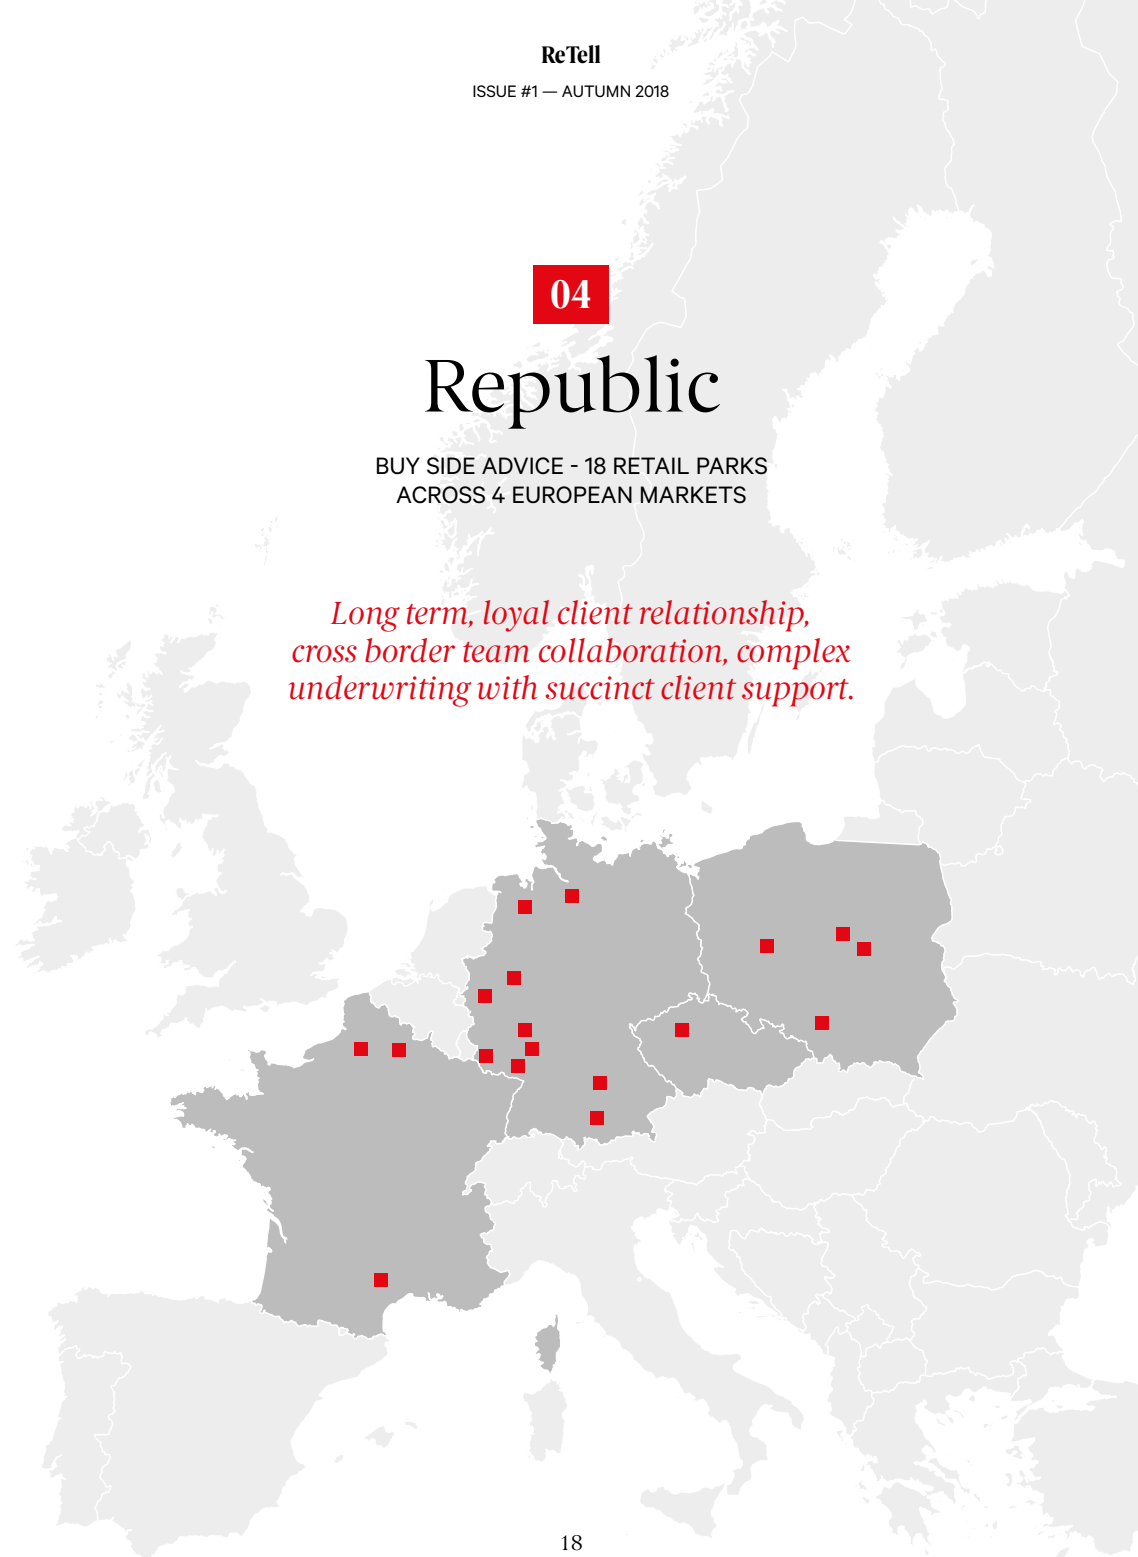 ReTell
ISSUE #1 — AUTUMN 2018
04
Republic
BUY SIDE ADVICE - 18 RETAIL PARKS
ACROSS 4 EUROPEAN MARKETS
Long term, loyal client relationship,
cross border team collaboration, complex
underwriting with succinct client support.
18